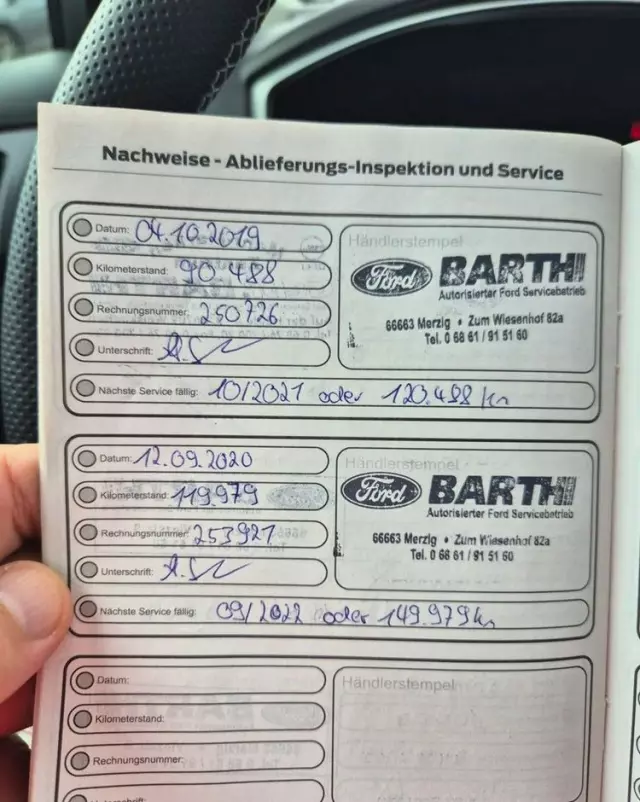 Nachweise - Ablieferungs-Inspektion und Service
Datum: 04.10.2019
Kilometerstand: 90 488
Rechnungsnummer: 250726
Unterschrift:
Nächste Service fällig: 10/2021 oder 120.488 km
Händlerstempel
Ford BARTH
Autorisierter Ford Servicebetrieb
66663 Merzig • Zum Wiesenhof 82a
Tel. 0 68 61 / 91 51 60
Datum: 12.09.2020
Kilometerstand: 119.979
Rechnungsnummer: 253921
Unterschrift:
Nächste Service fällig: 09/2022 oder 149.979 km
Händlerstempel
Ford BARTH
Autorisierter Ford Servicebetrieb
66663 Merzig • Zum Wiesenhof 82a
Tel. 0 68 61 / 91 51 60
Datum:
Kilometerstand:
Rechnungsnummer:
Unterschrift:
Händlerstempel